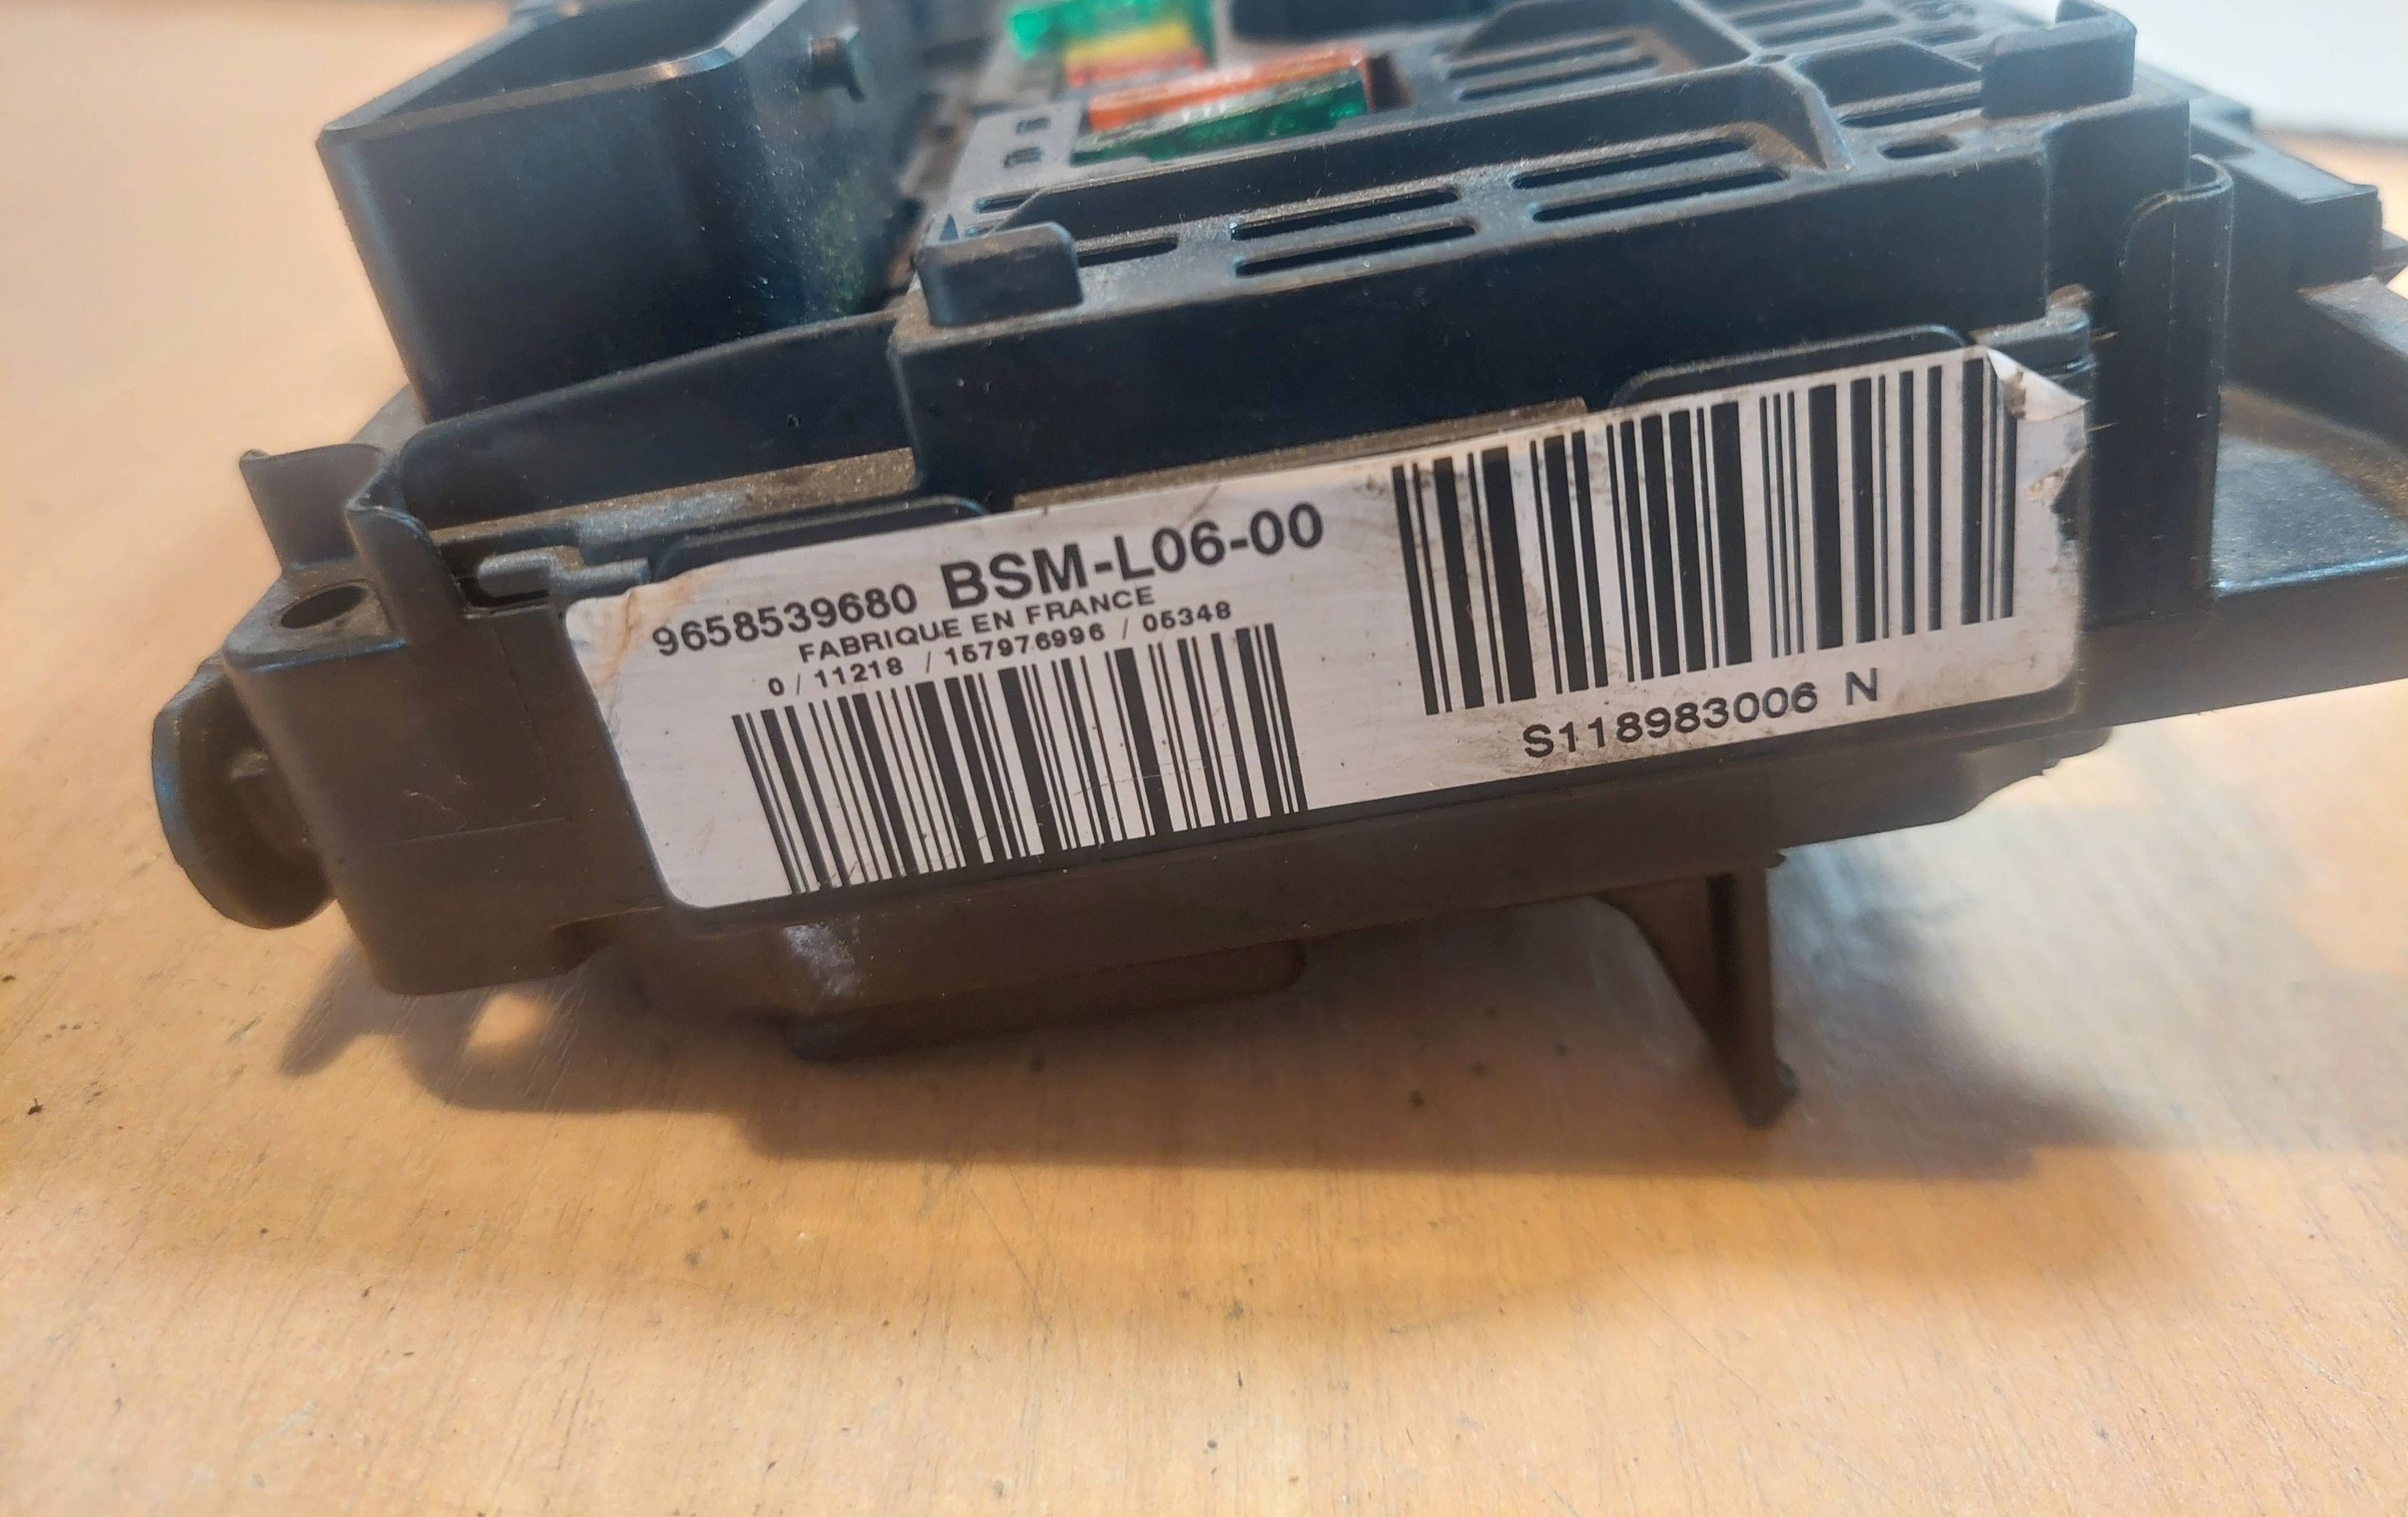 9658539680 BSM-L06-00
FABRIQUE EN FRANCE
0 / 11218 / 157976996 / 05348
S118983006 N